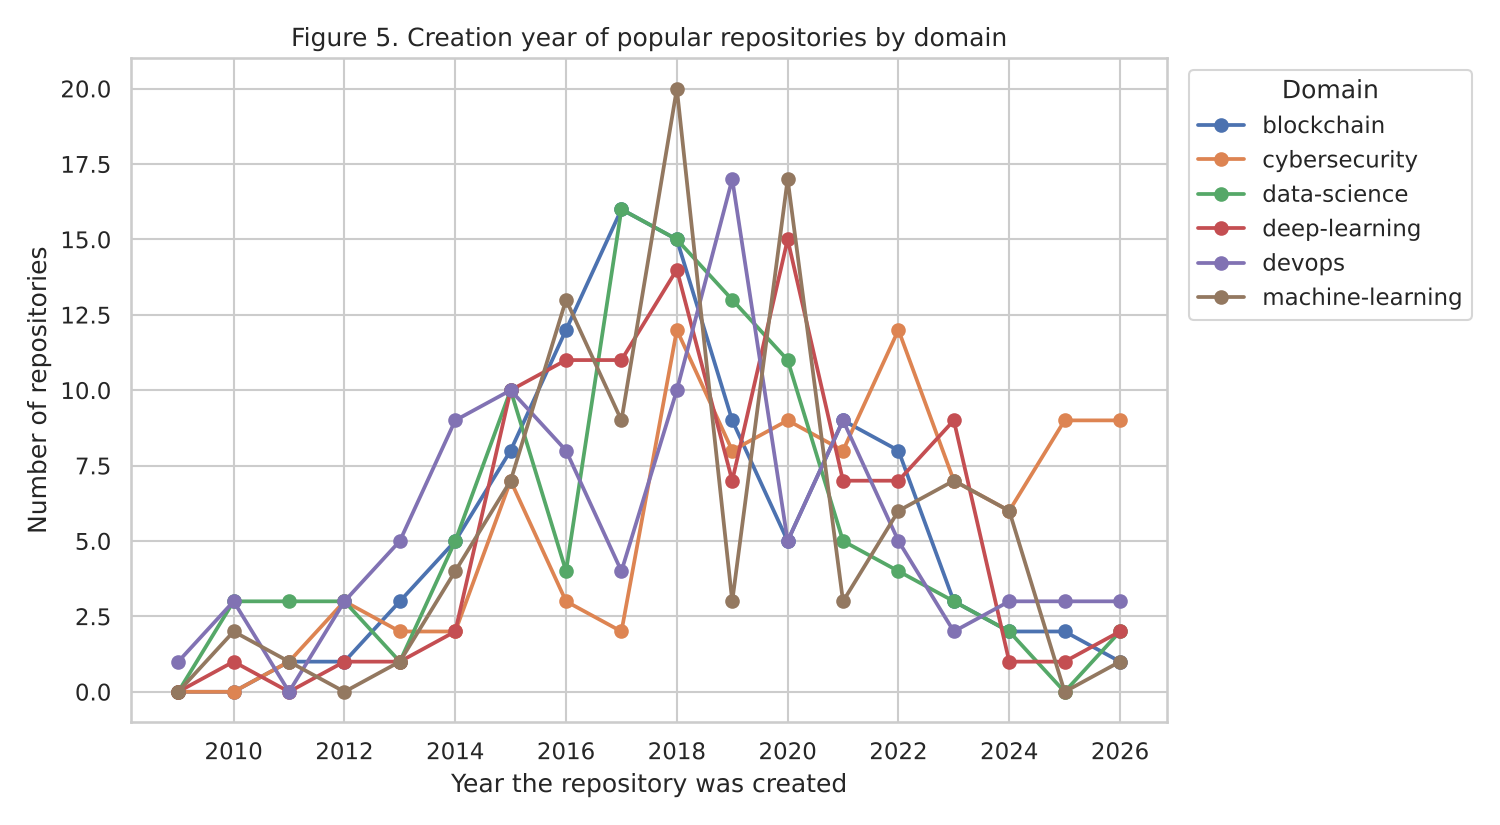 Figure 5. Creation year of popular repositories by domain
Number of repositories
20.0
17.5
15.0
12.5
10.0
7.5
5.0
2.5
0.0
2010 2012 2014 2016 2018 2020 2022 2024 2026
Year the repository was created
Domain
blockchain
cybersecurity
data-science
deep-learning
devops
machine-learning